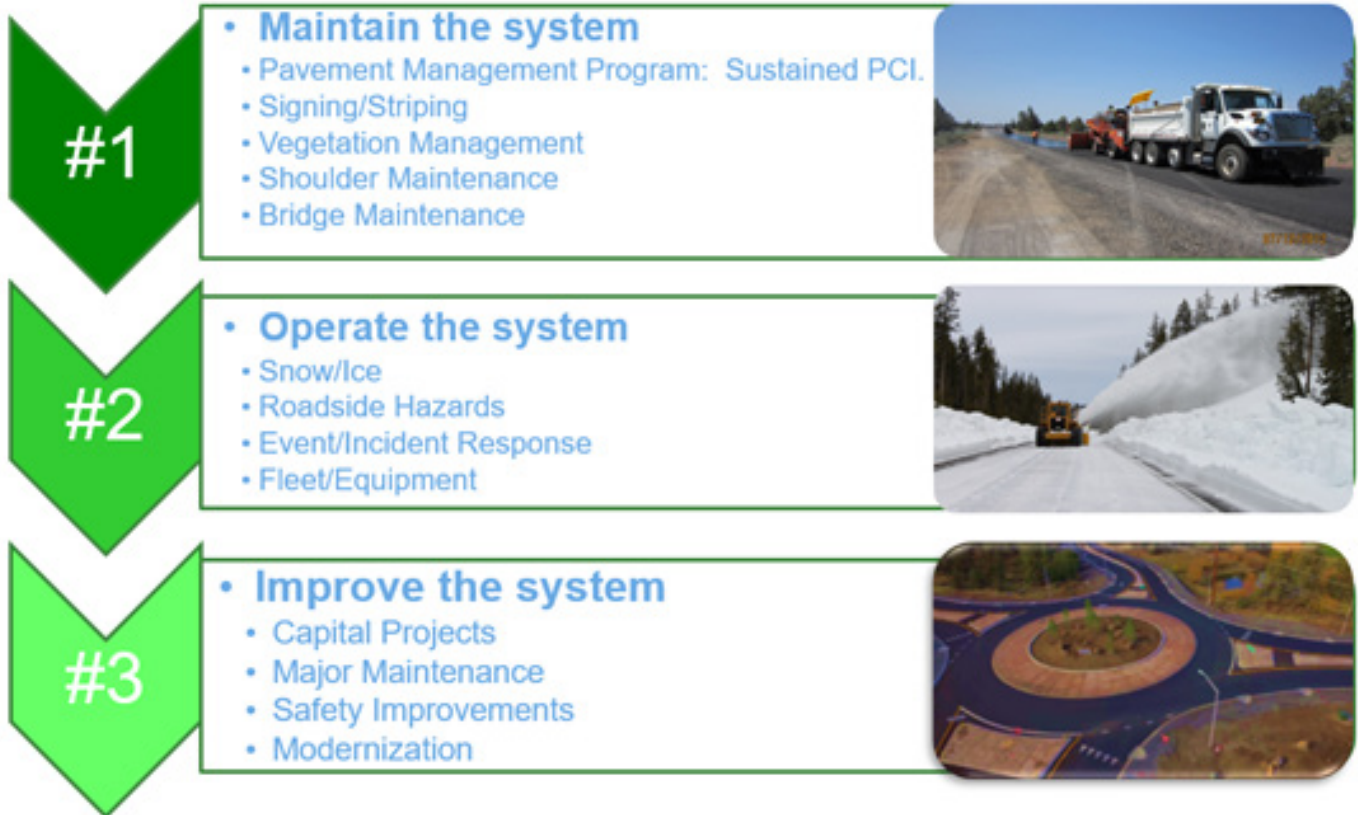 #1
• Maintain the system
• Pavement Management Program: Sustained PCI.
• Signing/Striping
• Vegetation Management
• Shoulder Maintenance
• Bridge Maintenance
#2
• Operate the system
• Snow/Ice
• Roadside Hazards
• Event/Incident Response
• Fleet/Equipment
#3
• Improve the system
• Capital Projects
• Major Maintenance
• Safety Improvements
• Modernization